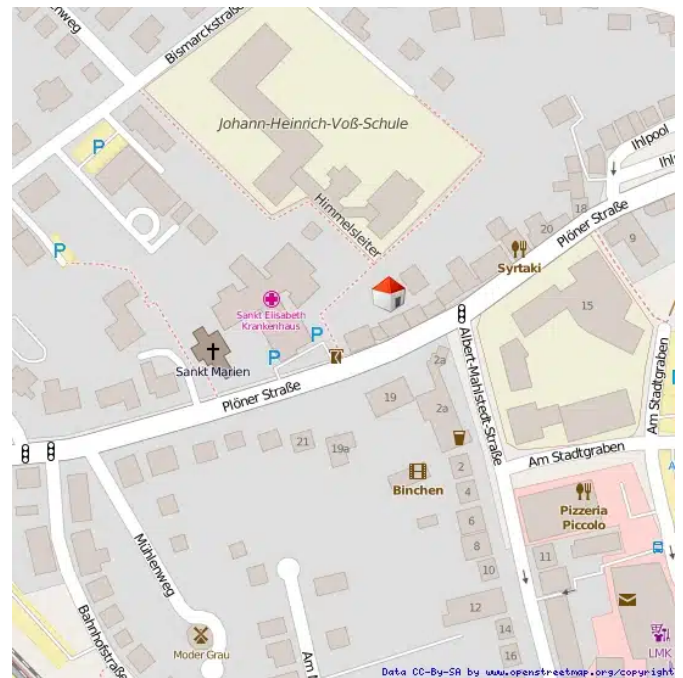 Bismarckstraße
Johann-Heinrich-Voß-Schule
Ihlpool
P
Himmelsleiter
18
20
Plöner Straße
9
P
Syrtaki
Sankt Elisabeth
Krankenhaus
15
P
P
Sankt Marien
Plöner Straße
2a
Albert-Mahlstedt-Straße
Am Stadtgraben
19
2a
21
19a
Am Stadtgraben
2
Binchen
4
Pizzeria
Piccolo
6
8
11
Mühlenweg
10
12
Bahnhofstraße
Moder Grau
14
LMK
16
Data CC-By-SA by www.openstreetmap.org/copyright